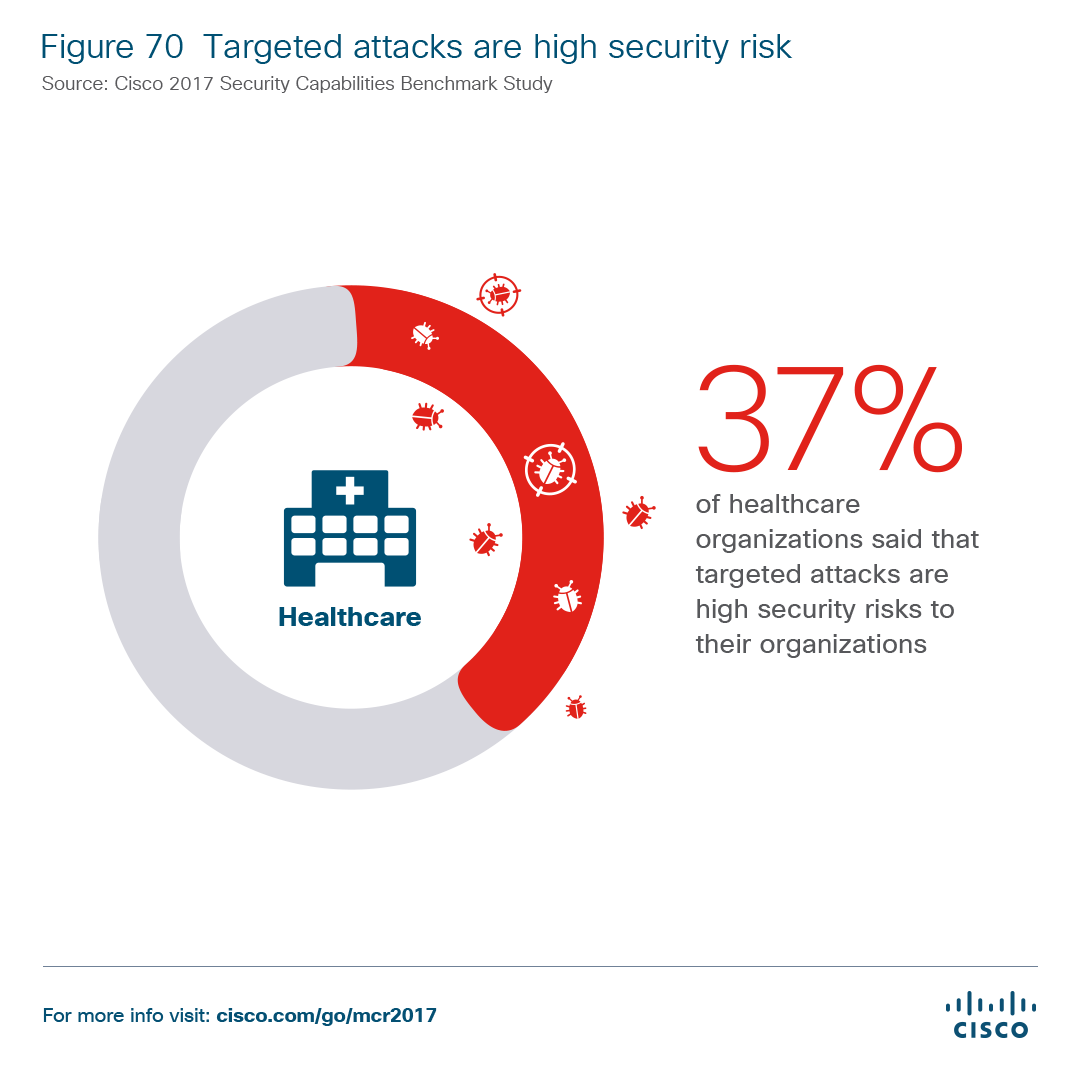 Figure 70  Targeted attacks are high security risk
Source: Cisco 2017 Security Capabilities Benchmark Study
37%
of healthcare
organizations said that
targeted attacks are
high security risks to
their organizations
Healthcare
For more info visit: cisco.com/go/mcr2017
CISCO